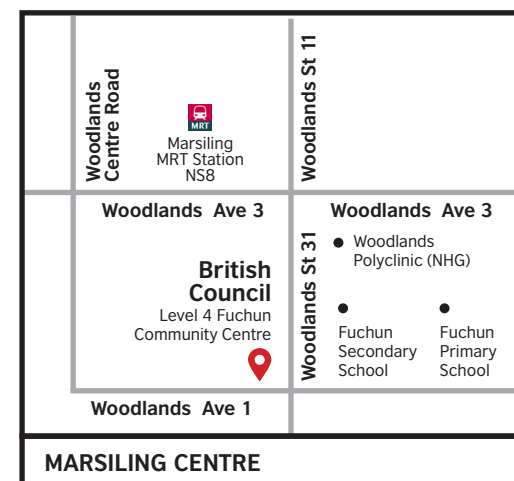 Woodlands
Centre Road
MRT
Marsiling
MRT Station
NS8
Woodlands St 11
Woodlands Ave 3
Woodlands Ave 3
British
Council
Level 4 Fuchun
Community Centre
Woodlands St 31
Woodlands
Polyclinic (NHG)
Fuchun
Secondary
School
Fuchun
Primary
School
Woodlands Ave 1
MARSILING CENTRE